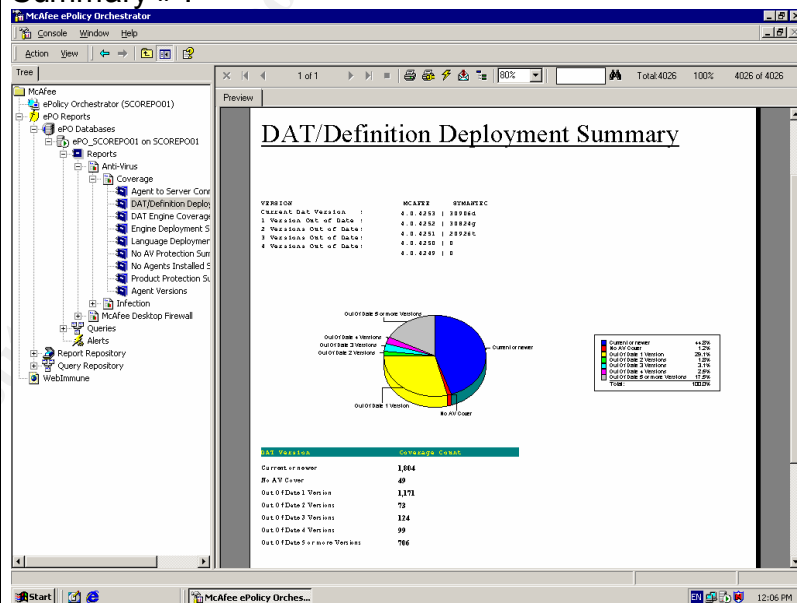 Summary » .
McAfee ePolicy Orchestrator
Console Window Help
Action View
Tree
1 of 1 80% Total:4026 100% 4026 of 4026
Preview
McAfee
ePolicy Orchestrator (SCOREPO01)
ePO Reports
ePO Databases
ePO_SCOREPO01 on SCOREPO01
Reports
Anti-Virus
Coverage
Agent to Server Conn
DAT/Definition Deploy
DAT Engine Coverage
Engine Deployment S
Language Deploymen
No AV Protection Sum
No Agents Installed S
Product Protection Su
Agent Versions
Infection
McAfee Desktop Firewall
Queries
Alerts
Report Repository
Query Repository
WebImmune
DAT/Definition Deployment Summary
VERSION MCAFEE SYMANTEC
Current Dat Version : 4.0.4253 | 30906d
1 Version Out of Date : 4.0.4252 | 30824g
2 Versions Out of Date: 4.0.4251 | 20926t
3 Versions Out of Date: 4.0.4250 | 0
4 Versions Out of Date: 4.0.4249 | 0
Out Of Date 5 or more Versions
Out Of Date 4 Versions
Out Of Date 3 Versions
Out Of Date 2 Versions
Current or newer
Out Of Date 1 Version
No AV Cover
Current or newer 44.8%
No AV Cover 1.2%
Out Of Date 1 Version 29.1%
Out Of Date 2 Versions 1.8%
Out Of Date 3 Versions 3.1%
Out Of Date 4 Versions 2.5%
Out Of Date 5 or more Versions 17.5%
Total: 100.0%
DAT Version Coverage Count
Current or newer 1,804
No AV Cover 49
Out Of Date 1 Version 1,171
Out Of Date 2 Versions 73
Out Of Date 3 Versions 124
Out Of Date 4 Versions 99
Out Of Date 5 or more Versions 706
Start McAfee ePolicy Orches... EN 12:06 PM